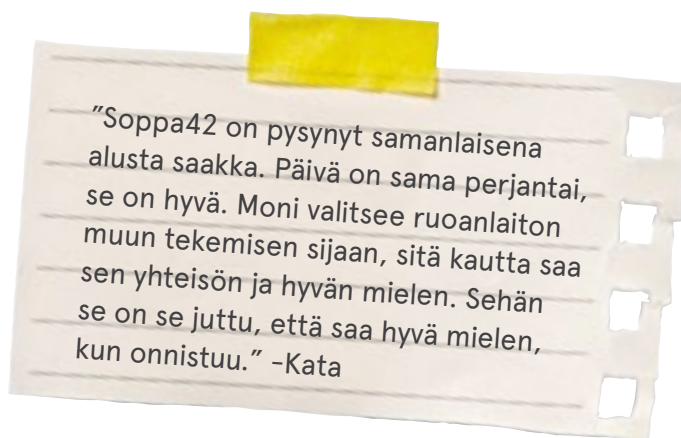 ”Soppa42 on pysynyt samanlaisena
alusta saakka. Päivä on sama perjantai,
se on hyvä. Moni valitsee ruoanlaiton
muun tekemisen sijaan, sitä kautta saa
sen yhteisön ja hyvän mielen. Sehän
se on se juttu, että saa hyvä mielen,
kun onnistuu.” –Kata